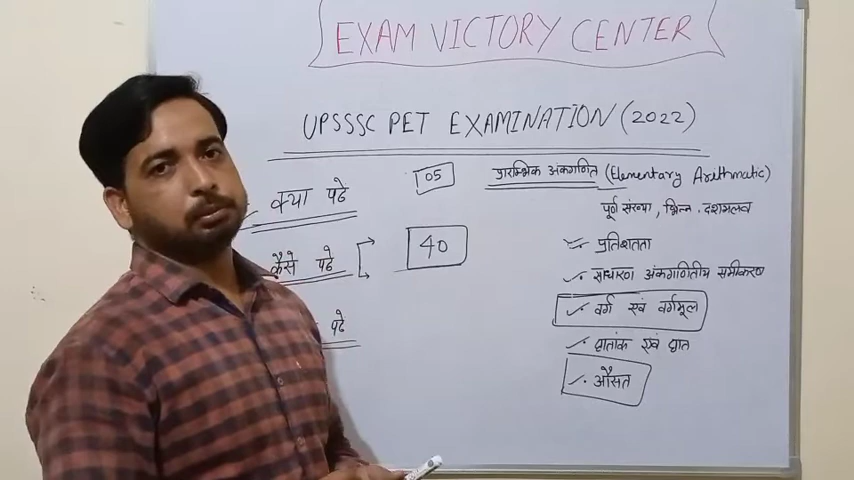 EXAM VICTORY CENTER
UPSSSC PET EXAMINATION (2022)
क्या पढे
05
प्रारम्भिक अंकगणित (Elementary Arethmatic)
पूर्ण संख्या, भिन्न, दशमलव
कैसे पढे
40
प्रतिशतता
साधारण अंकगणितीय समीकरण
वर्ग एवं वर्गमूल
पढे
घातांक एवं घात
औसत